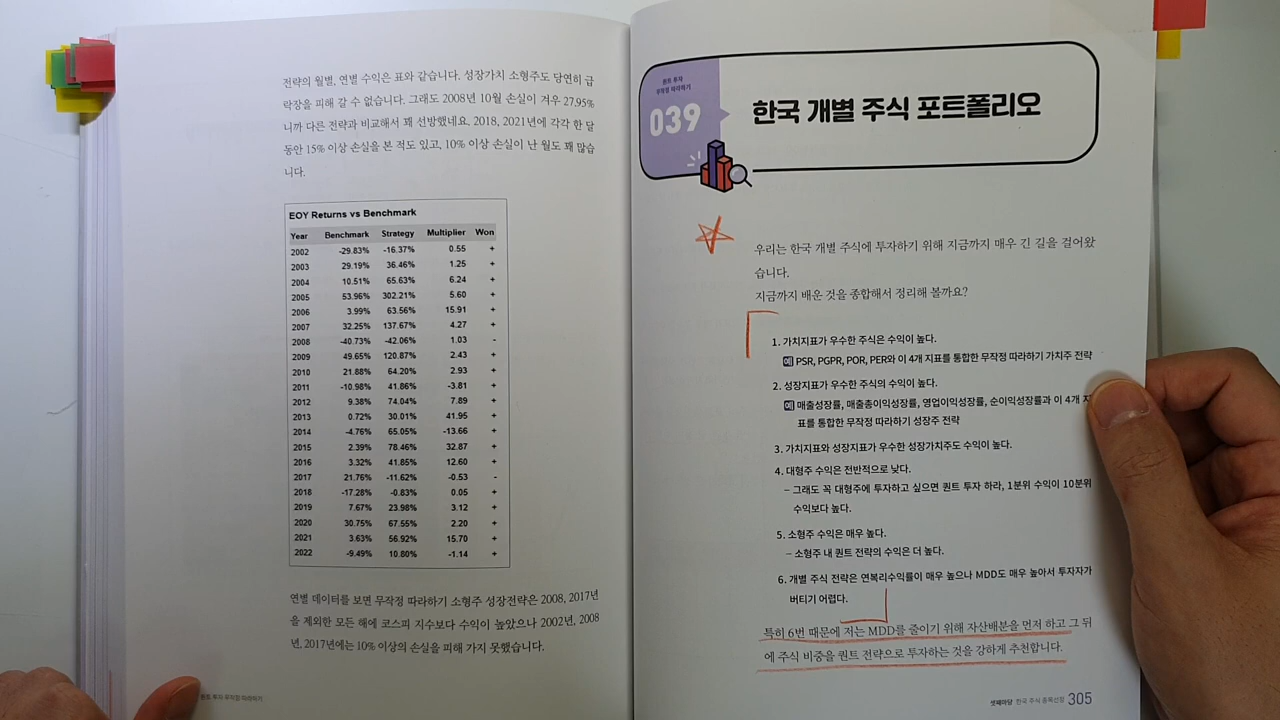 전략의 월별, 연별 수익은 표와 같습니다. 성장가치 소형주도 당연히 급
락장을 피해 갈 수 없습니다. 그래도 2008년 10월 손실이 겨우 27.95%
니까 다른 전략과 비교해서 꽤 선방했네요. 2018, 2021년에 각각 한 달
동안 15% 이상 손실을 본 적도 있고, 10% 이상 손실이 난 월도 꽤 많습
니다.
EOY Returns vs Benchmark
Year Benchmark Strategy Multiplier Won
2002 -29.83% -16.37% 0.55 +
2003 29.19% 36.46% 1.25 +
2004 10.51% 65.63% 6.24 +
2005 53.96% 302.21% 5.60 +
2006 3.99% 63.56% 15.91 +
2007 32.25% 137.67% 4.27 +
2008 -40.73% -42.06% 1.03 -
2009 49.65% 120.87% 2.43 +
2010 21.88% 64.20% 2.93 +
2011 -10.98% 41.86% -3.81 +
2012 9.38% 74.04% 7.89 +
2013 0.72% 30.01% 41.95 +
2014 -4.76% 65.05% -13.66 +
2015 2.39% 78.46% 32.87 +
2016 3.32% 41.85% 12.60 +
2017 21.76% -11.62% -0.53 -
2018 -17.28% -0.83% 0.05 +
2019 7.67% 23.98% 3.12 +
2020 30.75% 67.55% 2.20 +
2021 3.63% 56.92% 15.70 +
2022 -9.49% 10.80% -1.14 +
연별 데이터를 보면 무작정 따라하기 소형주 성장전략은 2008, 2017년
을 제외한 모든 해에 코스피 지수보다 수익이 높았으나 2002년, 2008
년, 2017년에는 10% 이상의 손실을 피해 가지 못했습니다.
퀀트 투자 무작정 따라하기
퀀트 투자
무작정 따라하기
039
한국 개별 주식 포트폴리오
우리는 한국 개별 주식에 투자하기 위해 지금까지 매우 긴 길을 걸어왔
습니다.
지금까지 배운 것을 종합해서 정리해 볼까요?
1. 가치지표가 우수한 주식은 수익이 높다.
예 PSR, PGPR, POR, PER와 이 4개 지표를 통합한 무작정 따라하기 가치주 전략
2. 성장지표가 우수한 주식의 수익이 높다.
예 매출성장률, 매출총이익성장률, 영업이익성장률, 순이익성장률과 이 4개 지
표를 통합한 무작정 따라하기 성장주 전략
3. 가치지표와 성장지표가 우수한 성장가치주도 수익이 높다.
4. 대형주 수익은 전반적으로 낮다.
– 그래도 꼭 대형주에 투자하고 싶으면 퀀트 투자 하라, 1분위 수익이 10분위
수익보다 높다.
5. 소형주 수익은 매우 높다.
– 소형주 내 퀀트 전략의 수익은 더 높다.
6. 개별 주식 전략은 연복리수익률이 매우 높으나 MDD도 매우 높아서 투자자가
버티기 어렵다.
특히 6번 때문에 저는 MDD를 줄이기 위해 자산배분을 먼저 하고 그 뒤
에 주식 비중을 퀀트 전략으로 투자하는 것을 강하게 추천합니다.
셋째마당 한국 주식 종목선정 305